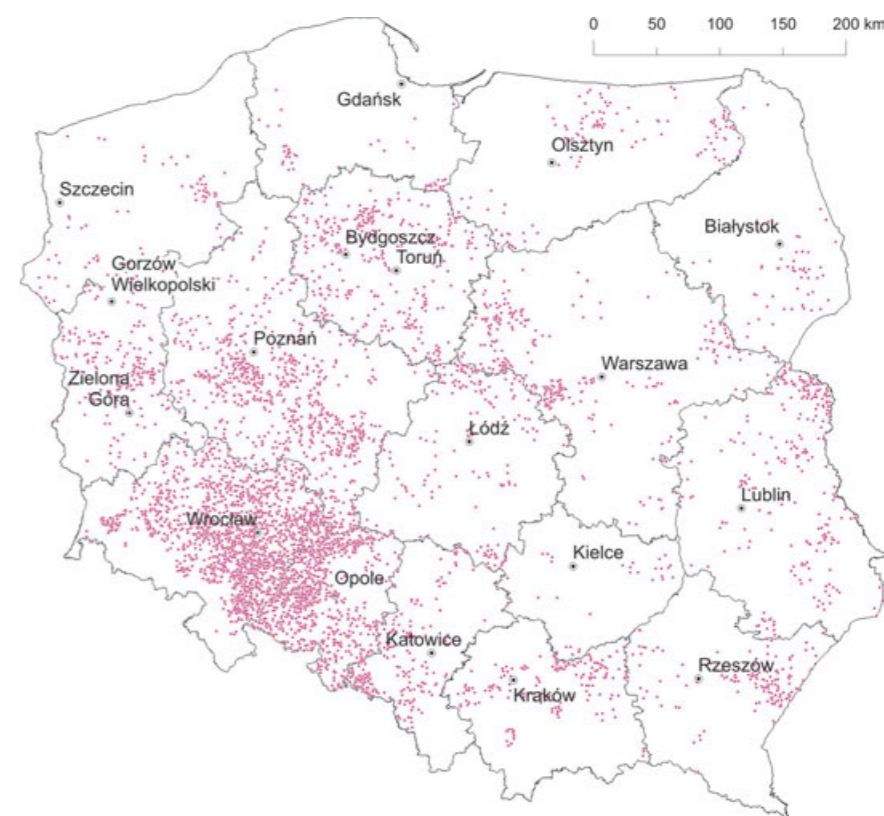 0 50 100 150 200 km
Gdańsk
Olsztyn
Szczecin
Białystok
Bydgoszcz
Toruń
Gorzów
Wielkopolski
Poznań
Warszawa
Zielona
Góra
Łódź
Lublin
Wrocław
Kielce
Opole
Katowice
Rzeszów
Kraków